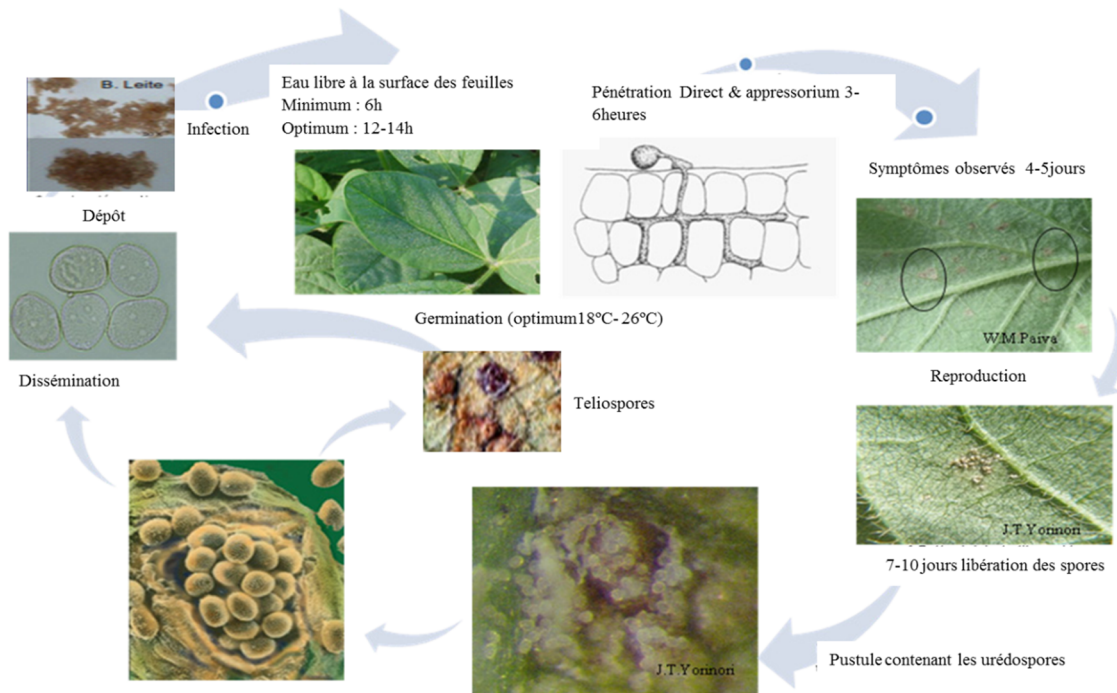 B. Leite
Infection
Dépôt
Eau libre à la surface des feuilles
Minimum : 6h
Optimum : 12-14h
Pénétration Direct & appressorium 3-
6heures
Symptômes observés 4-5jours
W.M.Paiva
Germination (optimum18ºC- 26ºC)
Dissémination
Teliospores
Reproduction
J.T.Yorinori
7-10 jours libération des spores
J.T.Yorinori
Pustule contenant les urédospores